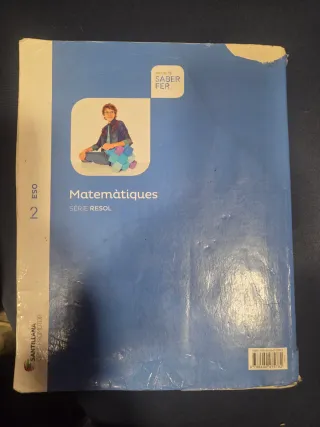 SABER
FER
Matemàtiques
SÈRIE RESOL
2 ESO
SANTILLANA